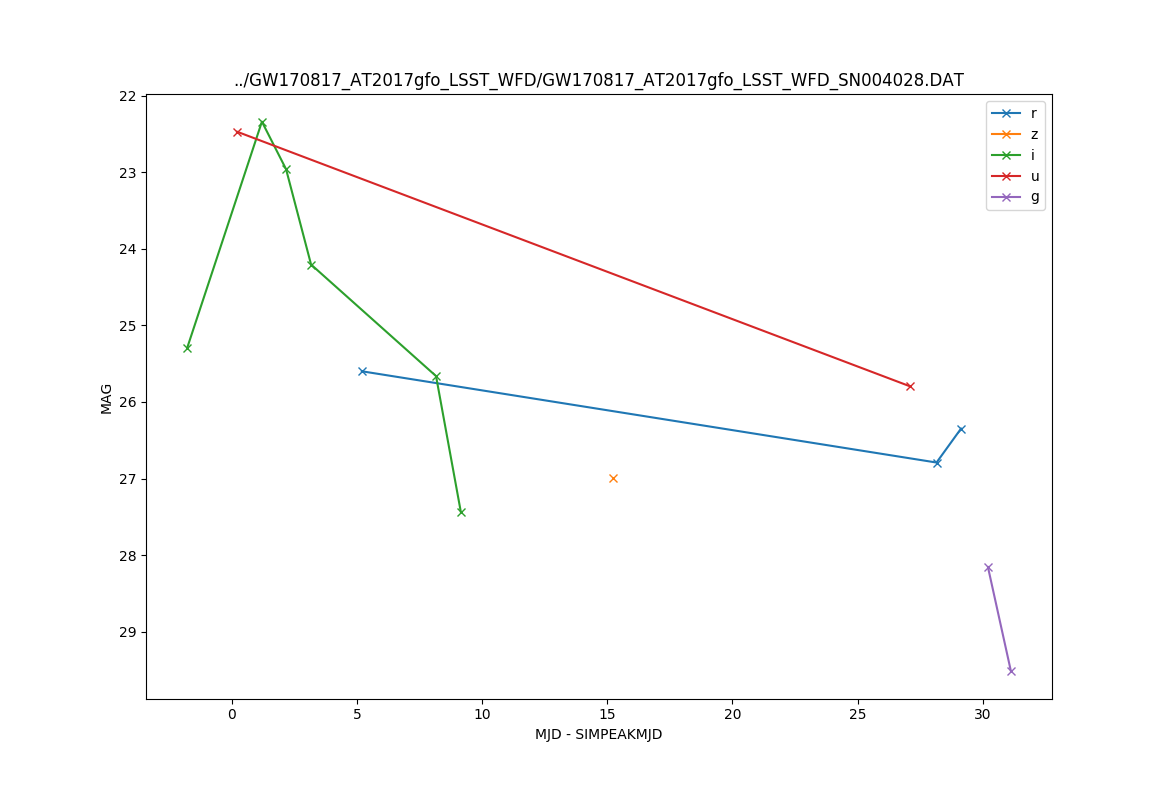 ../GW170817_AT2017gfo_LSST_WFD/GW170817_AT2017gfo_LSST_WFD_SN004028.DAT
22
23
24
25
26
27
28
29
MAG
r
z
i
u
g
0 5 10 15 20 25 30
MJD - SIMPEAKMJD